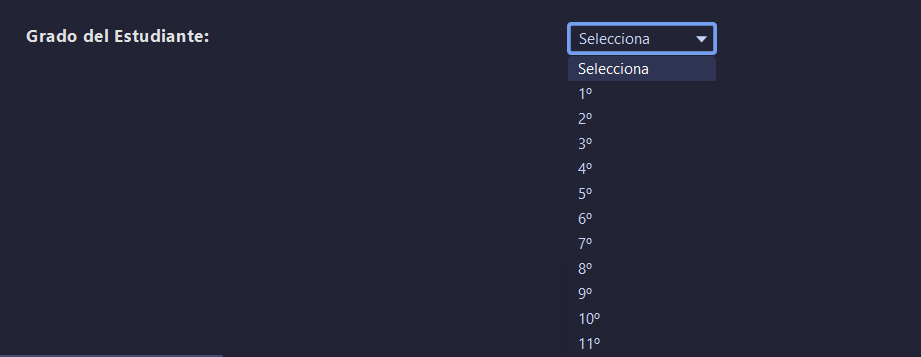 Grado del Estudiante:
Selecciona
Selecciona
1º
2º
3º
4º
5º
6º
7º
8º
9º
10º
11º